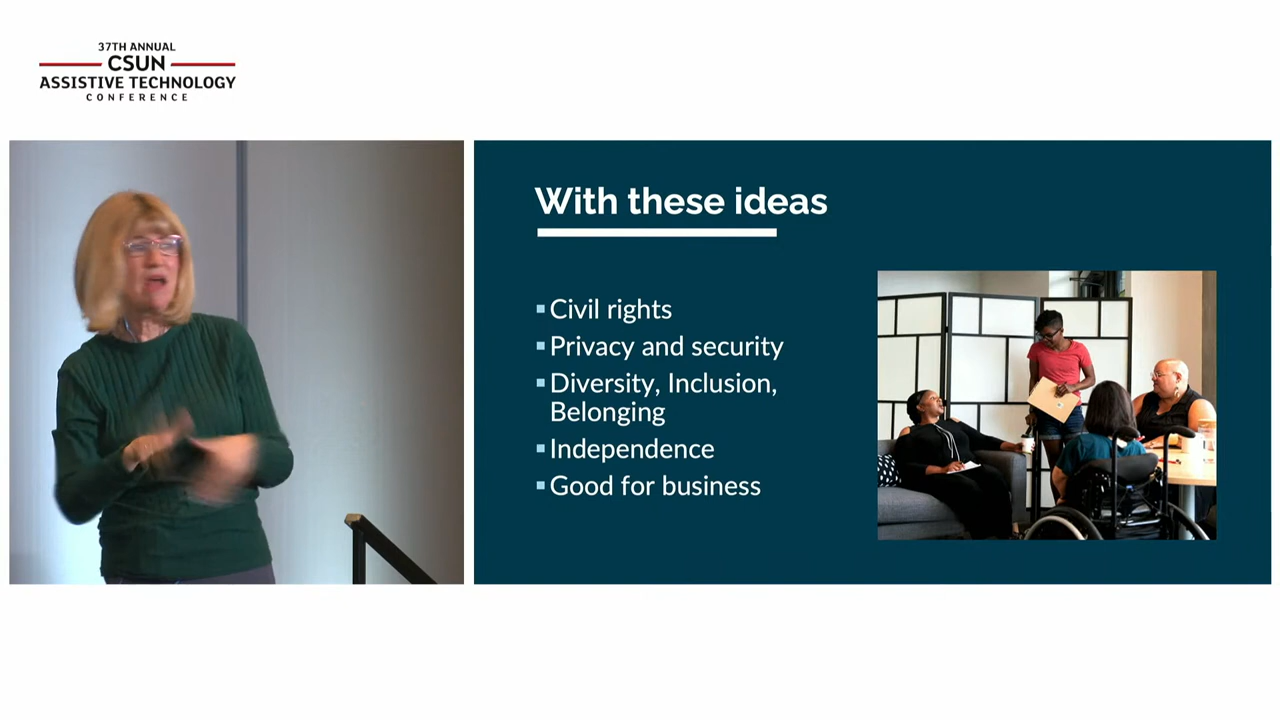 37TH ANNUAL
CSUN
ASSISTIVE TECHNOLOGY
CONFERENCE
With these ideas
▪Civil rights
▪Privacy and security
▪Diversity, Inclusion,
Belonging
▪Independence
▪Good for business